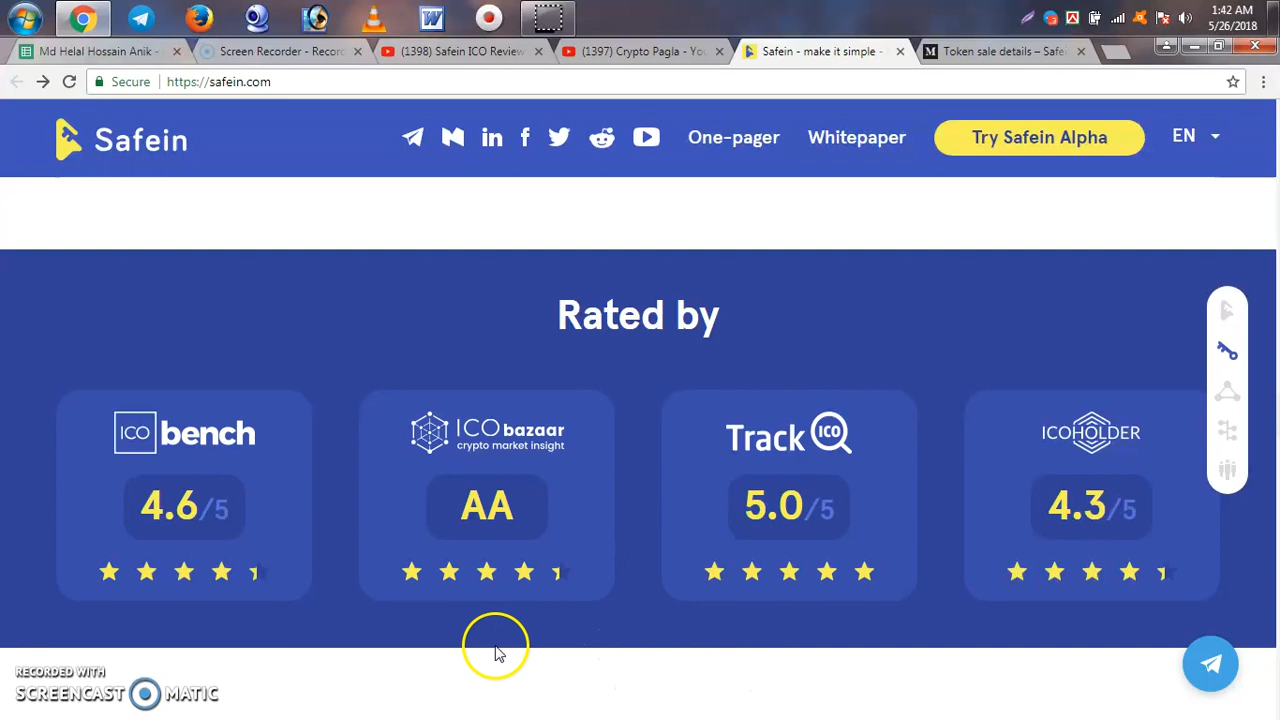 1:42 AM
5/26/2018
Md Helal Hossain Anik -
Screen Recorder - Record
(1398) Safein ICO Review
(1397) Crypto Pagla - Yo
Safein - make it simple -
Token sale details – Safe
Secure
https://safein.com
Safein
One-pager
Whitepaper
Try Safein Alpha
EN
Rated by
ICO bench
4.6/5
ICO bazaar
crypto market insight
AA
Track ICO
5.0/5
ICOHOLDER
4.3/5
RECORDED WITH
SCREENCAST MATIC